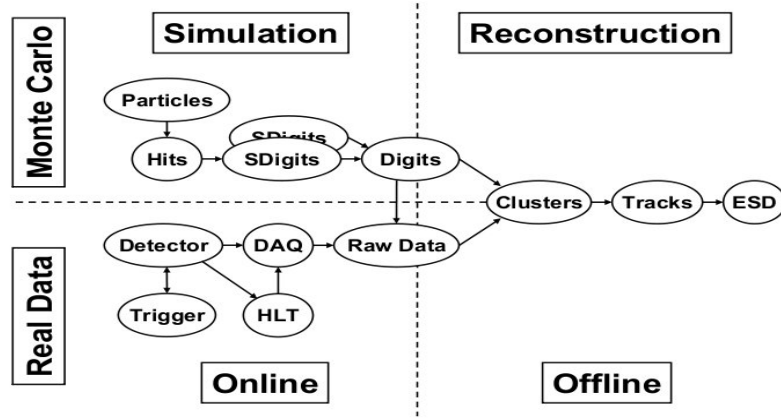 Simulation
Reconstruction
Monte Carlo
Particles
SDigits
Hits
SDigits
Digits
Clusters
Tracks
ESD
Detector
DAQ
Raw Data
Real Data
Trigger
HLT
Online
Offline